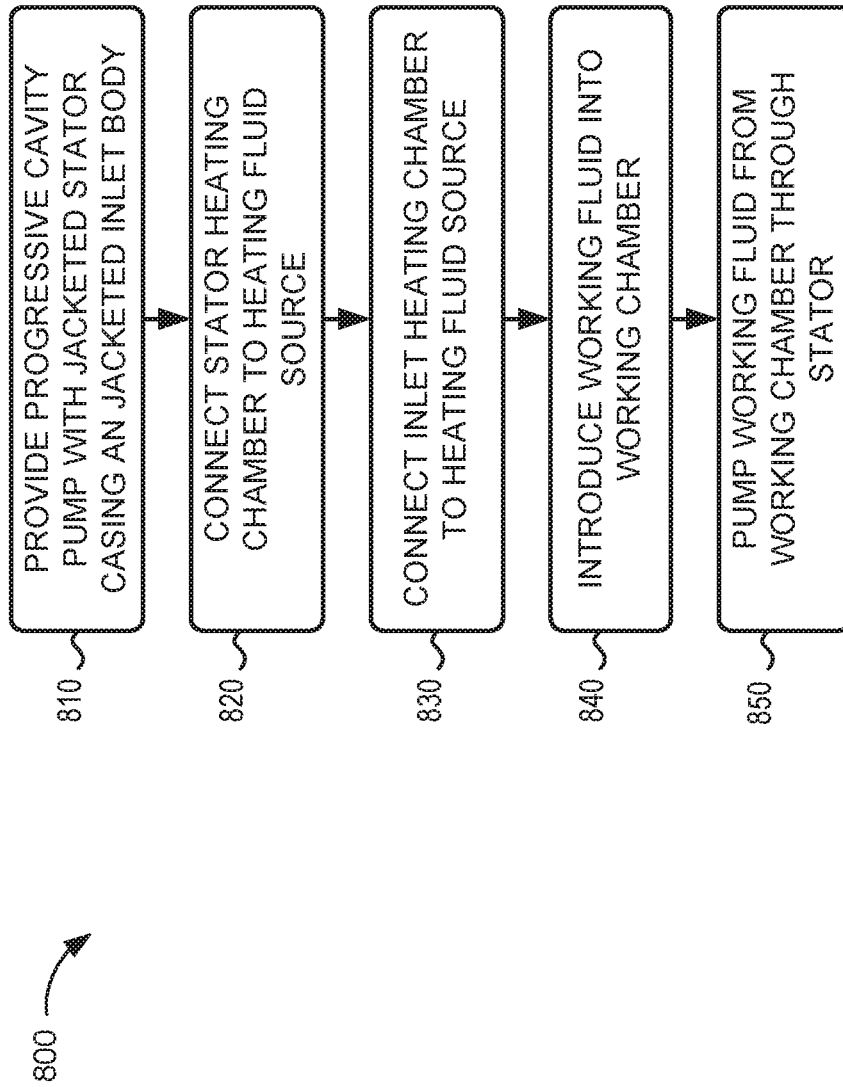 800
810
PROVIDE PROGRESSIVE CAVITY
PUMP WITH JACKETED STATOR
CASING AN JACKETED INLET BODY
820
CONNECT STATOR HEATING
CHAMBER TO HEATING FLUID
SOURCE
830
CONNECT INLET HEATING CHAMBER
TO HEATING FLUID SOURCE
840
INTRODUCE WORKING FLUID INTO
WORKING CHAMBER
850
PUMP WORKING FLUID FROM
WORKING CHAMBER THROUGH
STATOR